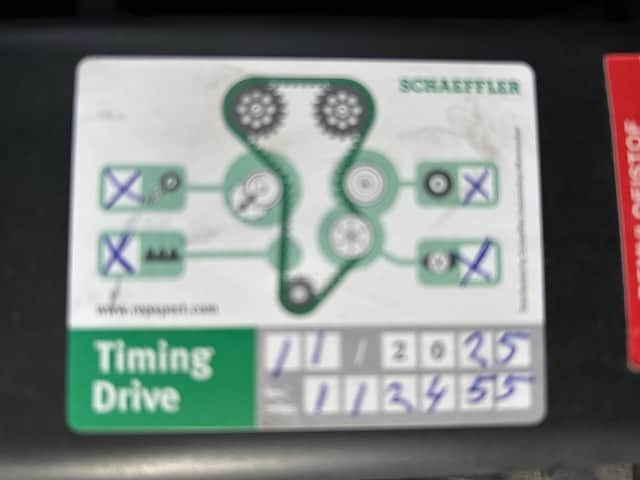 SCHAEFFLER
X X
X X
www.repxpert.com
Timing Drive
11 / 2025
112455